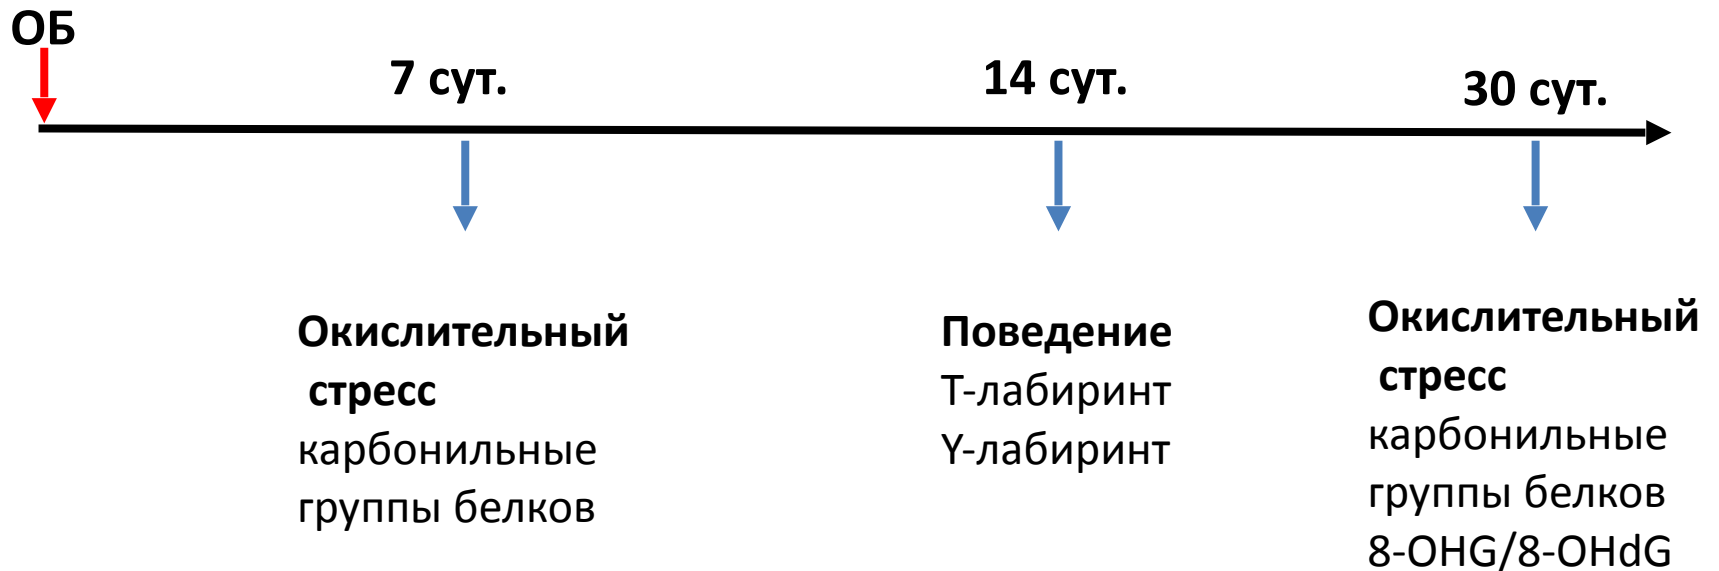 ОБ
7 сут.
14 сут.
30 сут.
Окислительный
стресс
карбонильные
группы белков
Поведение
Т-лабиринт
Y-лабиринт
Окислительный
стресс
карбонильные
группы белков
8-OHG/8-OHdG